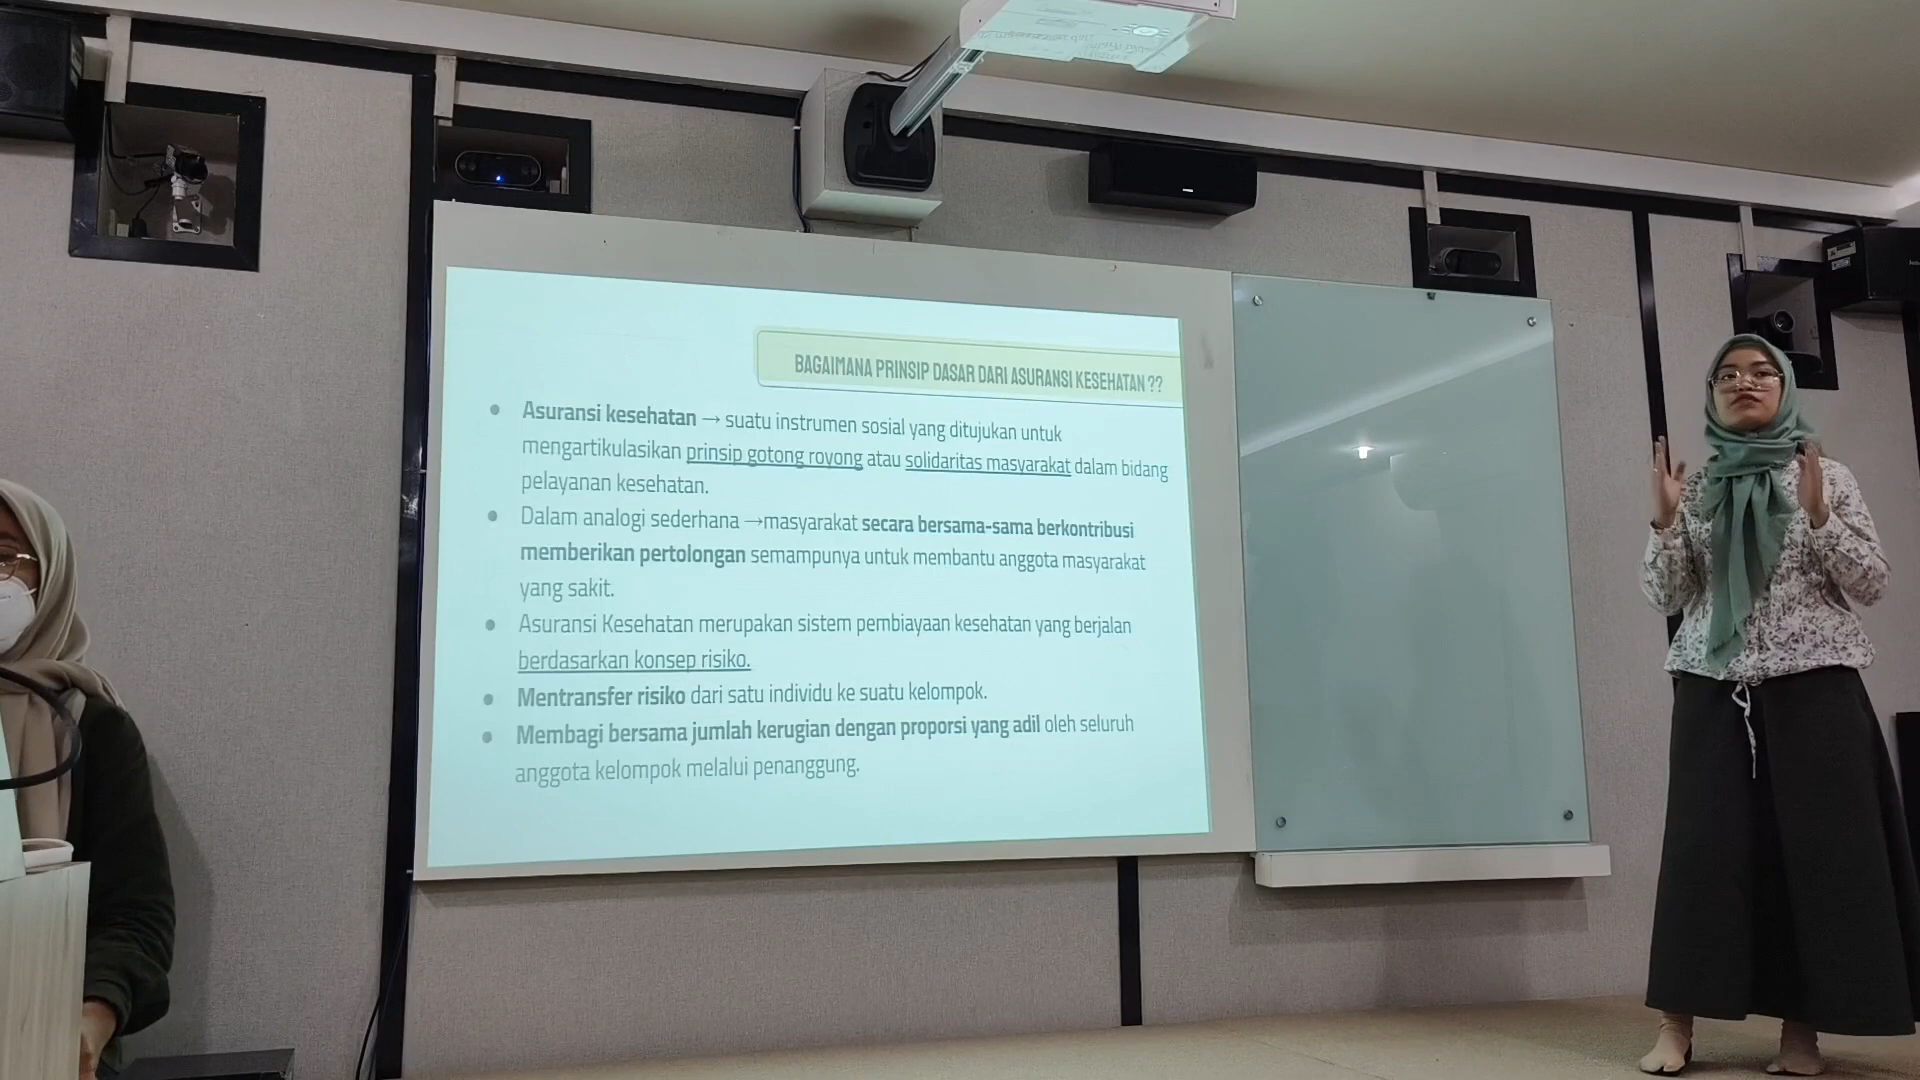 BAGAIMANA PRINSIP DASAR DARI ASURANSI KESEHATAN ??
• Asuransi kesehatan → suatu instrumen sosial yang ditujukan untuk
mengartikulasikan prinsip gotong royong atau solidaritas masyarakat dalam bidang
pelayanan kesehatan.
• Dalam analogi sederhana →masyarakat secara bersama-sama berkontribusi
memberikan pertolongan semampunya untuk membantu anggota masyarakat
yang sakit.
• Asuransi Kesehatan merupakan sistem pembiayaan kesehatan yang berjalan
berdasarkan konsep risiko.
• Mentransfer risiko dari satu individu ke suatu kelompok.
• Membagi bersama jumlah kerugian dengan proporsi yang adil oleh seluruh
anggota kelompok melalui penanggung.